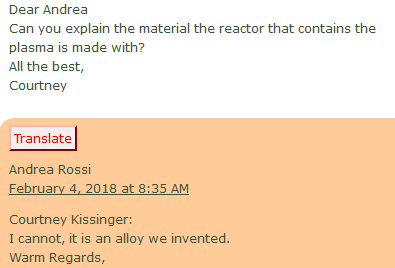 Dear Andrea
Can you explain the material the reactor that contains the
plasma is made with?
All the best,
Courtney
Translate
Andrea Rossi
February 4, 2018 at 8:35 AM
Courtney Kissinger:
I cannot, it is an alloy we invented.
Warm Regards,